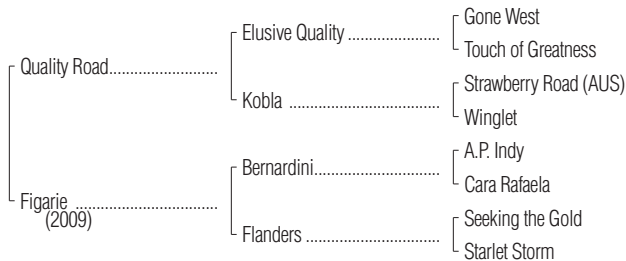 Gone West
Elusive Quality ....................
Touch of Greatness
Quality Road........................
Strawberry Road (AUS)
Kobla .................................
Winglet
A.P. Indy
Bernardini............................
Cara Rafaela
Figarie ...............................
(2009)
Seeking the Gold
Flanders .............................
Starlet Storm